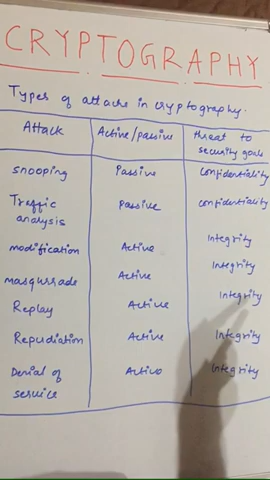 CRYPTOGRAPHY
Types of attacks in cryptography.
Attack Active/passive threat to
security goals
snooping Passive Confidentiality
Traffic Passive confidentiality
analysis
modification Active Integrity
masqurrade Active Integrity
Replay Active Integrity
Repudiation Active Integrity
Denial of Active Integrity
service